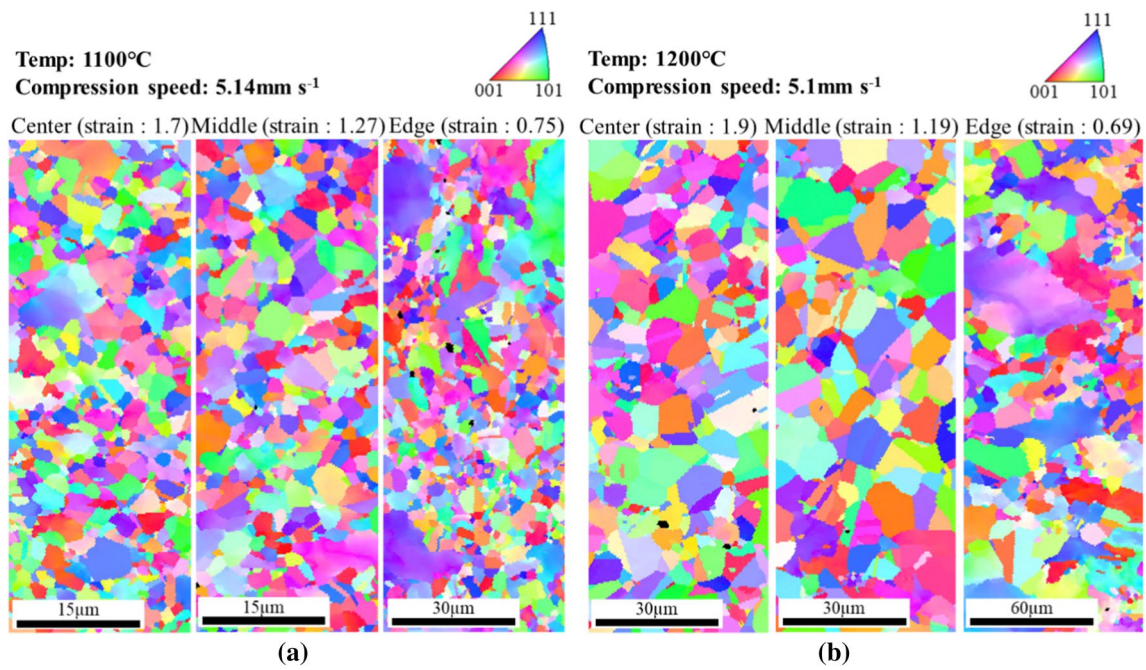 111
Temp: 1100°C
Compression speed: 5.14mm s-1
001 101
Center (strain : 1.7) Middle (strain : 1.27) Edge (strain : 0.75)
15μm 15μm 30μm
(a)
111
Temp: 1200°C
Compression speed: 5.1mm s-1
001 101
Center (strain : 1.9) Middle (strain : 1.19) Edge (strain : 0.69)
30μm 30μm 60μm
(b)